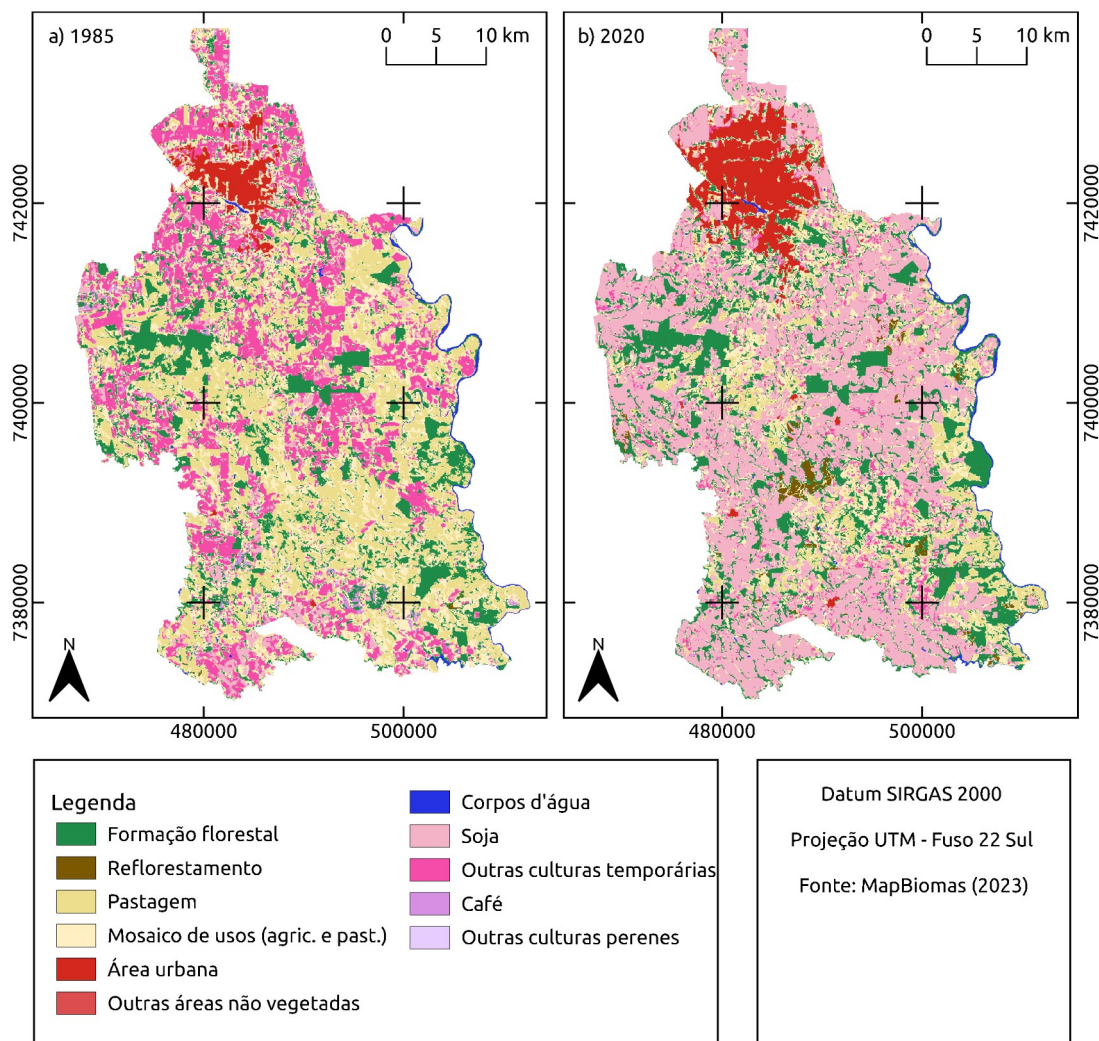 a) 1985
0 5 10 km
7420000
7400000
7380000
N
480000 500000
b) 2020
0 5 10 km
7420000
7400000
7380000
N
480000 500000
Legenda
Formação florestal
Reflorestamento
Pastagem
Mosaico de usos (agric. e past.)
Área urbana
Outras áreas não vegetadas
Corpos d'água
Soja
Outras culturas temporárias
Café
Outras culturas perenes
Datum SIRGAS 2000
Projeção UTM - Fuso 22 Sul
Fonte: MapBiomas (2023)